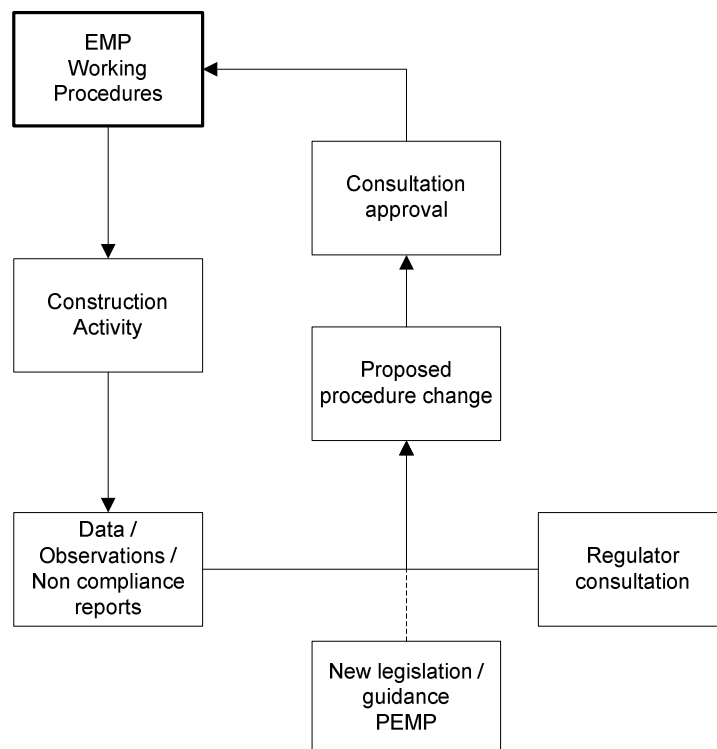 EMP
Working
Procedures
Consultation
approval
Construction
Activity
Proposed
procedure change
Data /
Observations /
Non compliance
reports
Regulator
consultation
New legislation /
guidance
PEMP